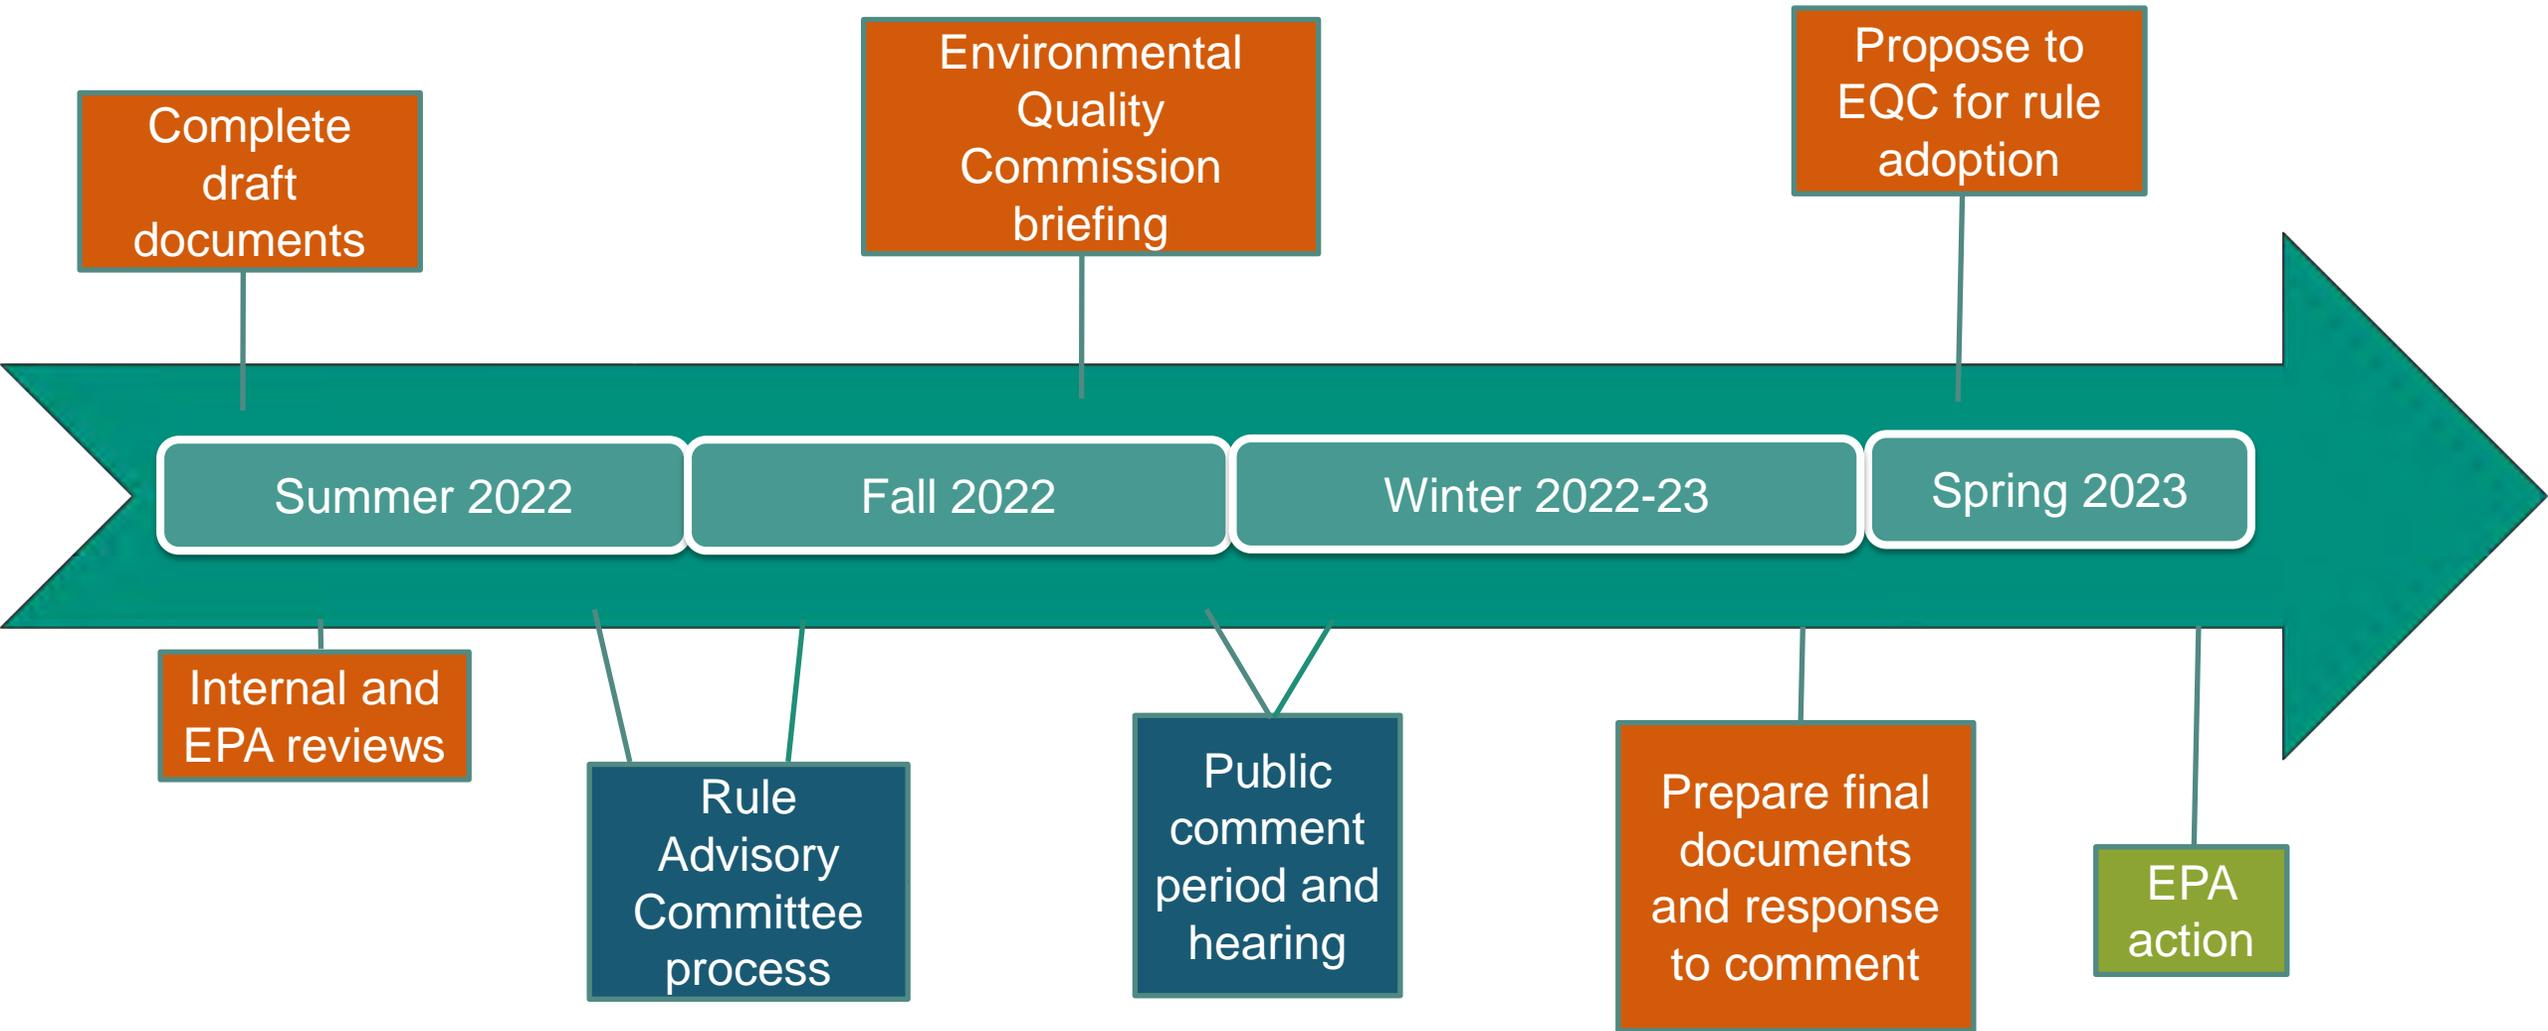 Complete
draft
documents
Environmental
Quality
Commission
briefing
Propose to
EQC for rule
adoption
Summer 2022
Fall 2022
Winter 2022-23
Spring 2023
Internal and
EPA reviews
Rule
Advisory
Committee
process
Public
comment
period and
hearing
Prepare final
documents
and response
to comment
EPA
action